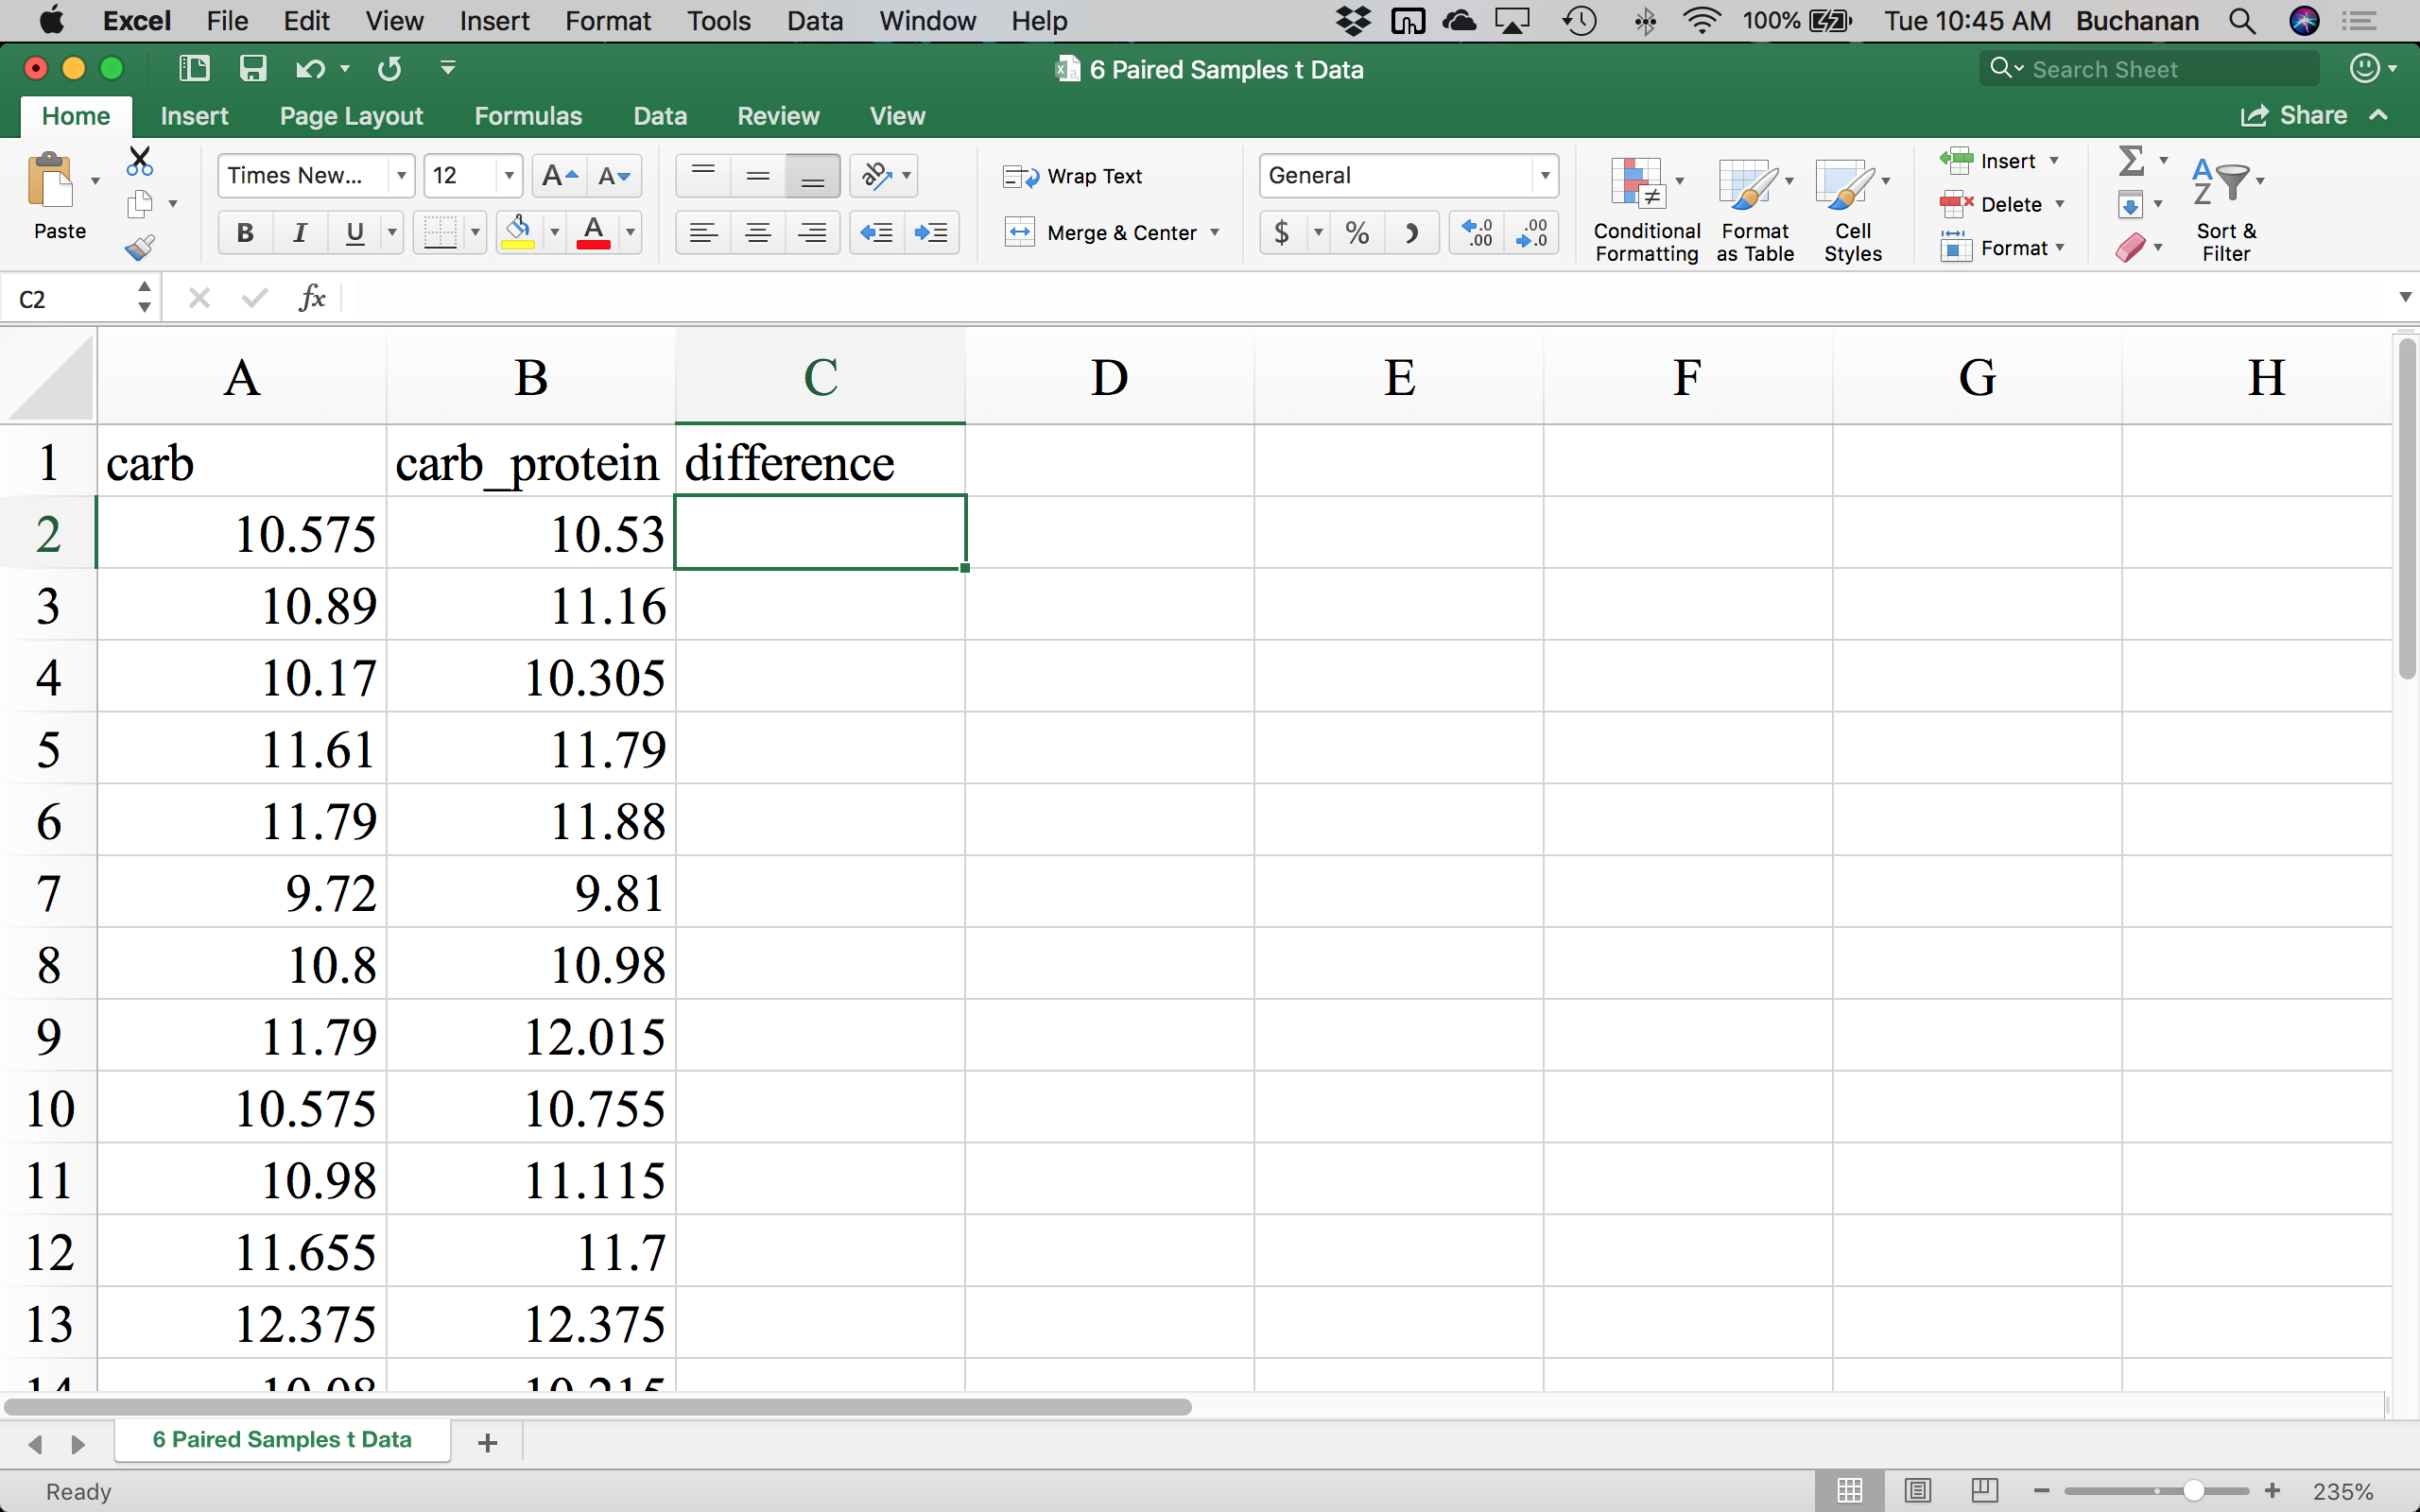 Excel File Edit View Insert Format Tools Data Window Help 100% Tue 10:45 AM Buchanan
6 Paired Samples t Data Search Sheet
Home Insert Page Layout Formulas Data Review View Share
Paste
Times New... 12
Wrap Text
General
Merge & Center
B I U
$ % 
Conditional Formatting
Format as Table
Cell Styles
Insert
Delete
Format
Sort & Filter
C2 fx
A B C D E F G H
1 carb carb_protein difference
2 10.575 10.53
3 10.89 11.16
4 10.17 10.305
5 11.61 11.79
6 11.79 11.88
7 9.72 9.81
8 10.8 10.98
9 11.79 12.015
10 10.575 10.755
11 10.98 11.115
12 11.655 11.7
13 12.375 12.375
14 10.08 10.215
6 Paired Samples t Data +
Ready 235%